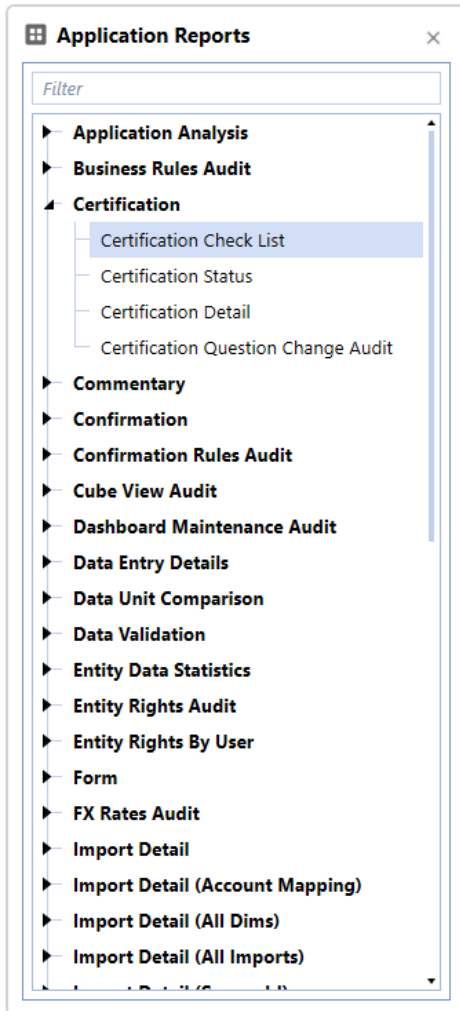 Application Reports
Filter
Application Analysis
Business Rules Audit
Certification
Certification Check List
Certification Status
Certification Detail
Certification Question Change Audit
Commentary
Confirmation
Confirmation Rules Audit
Cube View Audit
Dashboard Maintenance Audit
Data Entry Details
Data Unit Comparison
Data Validation
Entity Data Statistics
Entity Rights Audit
Entity Rights By User
Form
FX Rates Audit
Import Detail
Import Detail (Account Mapping)
Import Detail (All Dims)
Import Detail (All Imports)